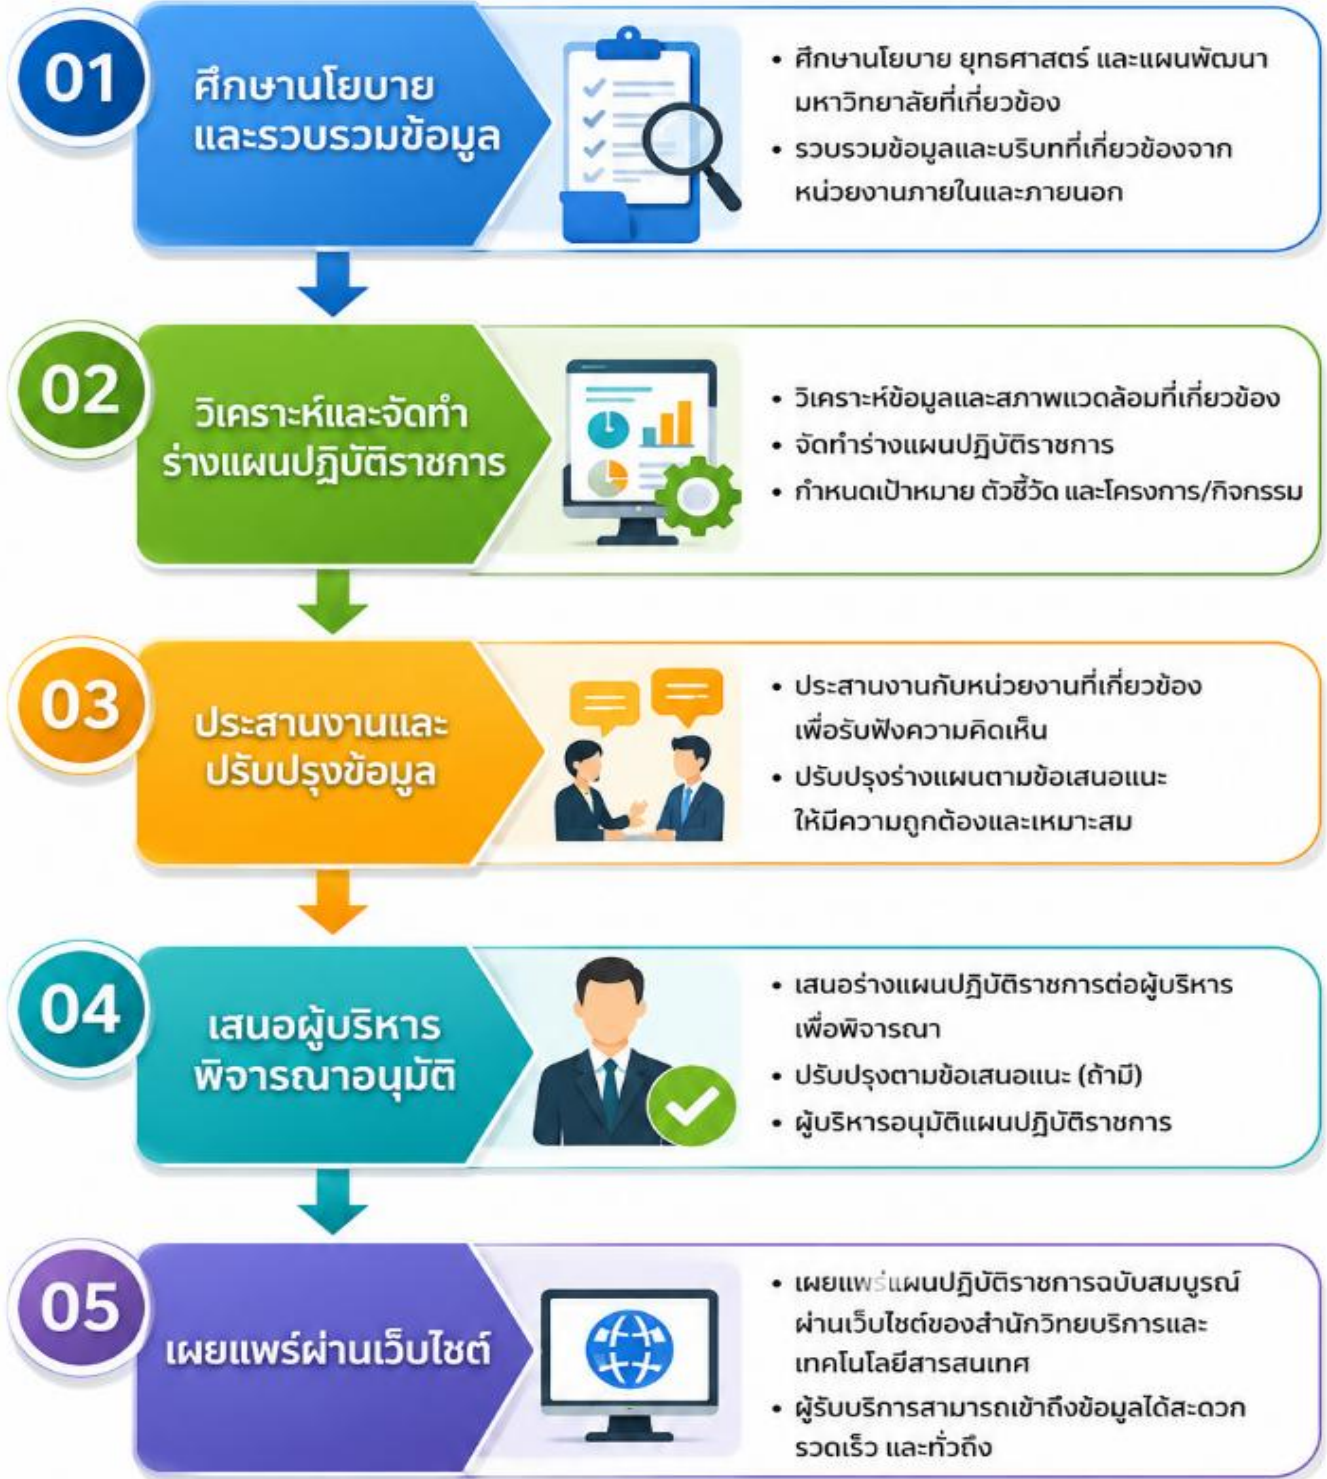 01
ศึกษานโยบาย
และรวบรวมข้อมูล
• ศึกษานโยบาย ยุทธศาสตร์ และแผนพัฒนา
มหาวิทยาลัยที่เกี่ยวข้อง
• รวบรวมข้อมูลและบริบทที่เกี่ยวข้องจาก
หน่วยงานภายในและภายนอก
02
วิเคราะห์และจัดทำ
ร่างแผนปฏิบัติราชการ
• วิเคราะห์ข้อมูลและสภาพแวดล้อมที่เกี่ยวข้อง
• จัดทำร่างแผนปฏิบัติราชการ
• กำหนดเป้าหมาย ตัวชี้วัด และโครงการ/กิจกรรม
03
ประสานงานและ
ปรับปรุงข้อมูล
• ประสานงานกับหน่วยงานที่เกี่ยวข้อง
เพื่อรับฟังความคิดเห็น
• ปรับปรุงร่างแผนตามข้อเสนอแนะ
ให้มีความถูกต้องและเหมาะสม
04
เสนอผู้บริหาร
พิจารณาอนุมัติ
• เสนอร่างแผนปฏิบัติราชการต่อผู้บริหาร
เพื่อพิจารณา
• ปรับปรุงตามข้อเสนอแนะ (ถ้ามี)
• ผู้บริหารอนุมัติแผนปฏิบัติราชการ
05
เผยแพร่ผ่านเว็บไซต์
• เผยแพร่แผนปฏิบัติราชการฉบับสมบูรณ์
ผ่านเว็บไซต์ของสำนักวิทยบริการและ
เทคโนโลยีสารสนเทศ
• ผู้รับบริการสามารถเข้าถึงข้อมูลได้สะดวก
รวดเร็ว และทั่วถึง